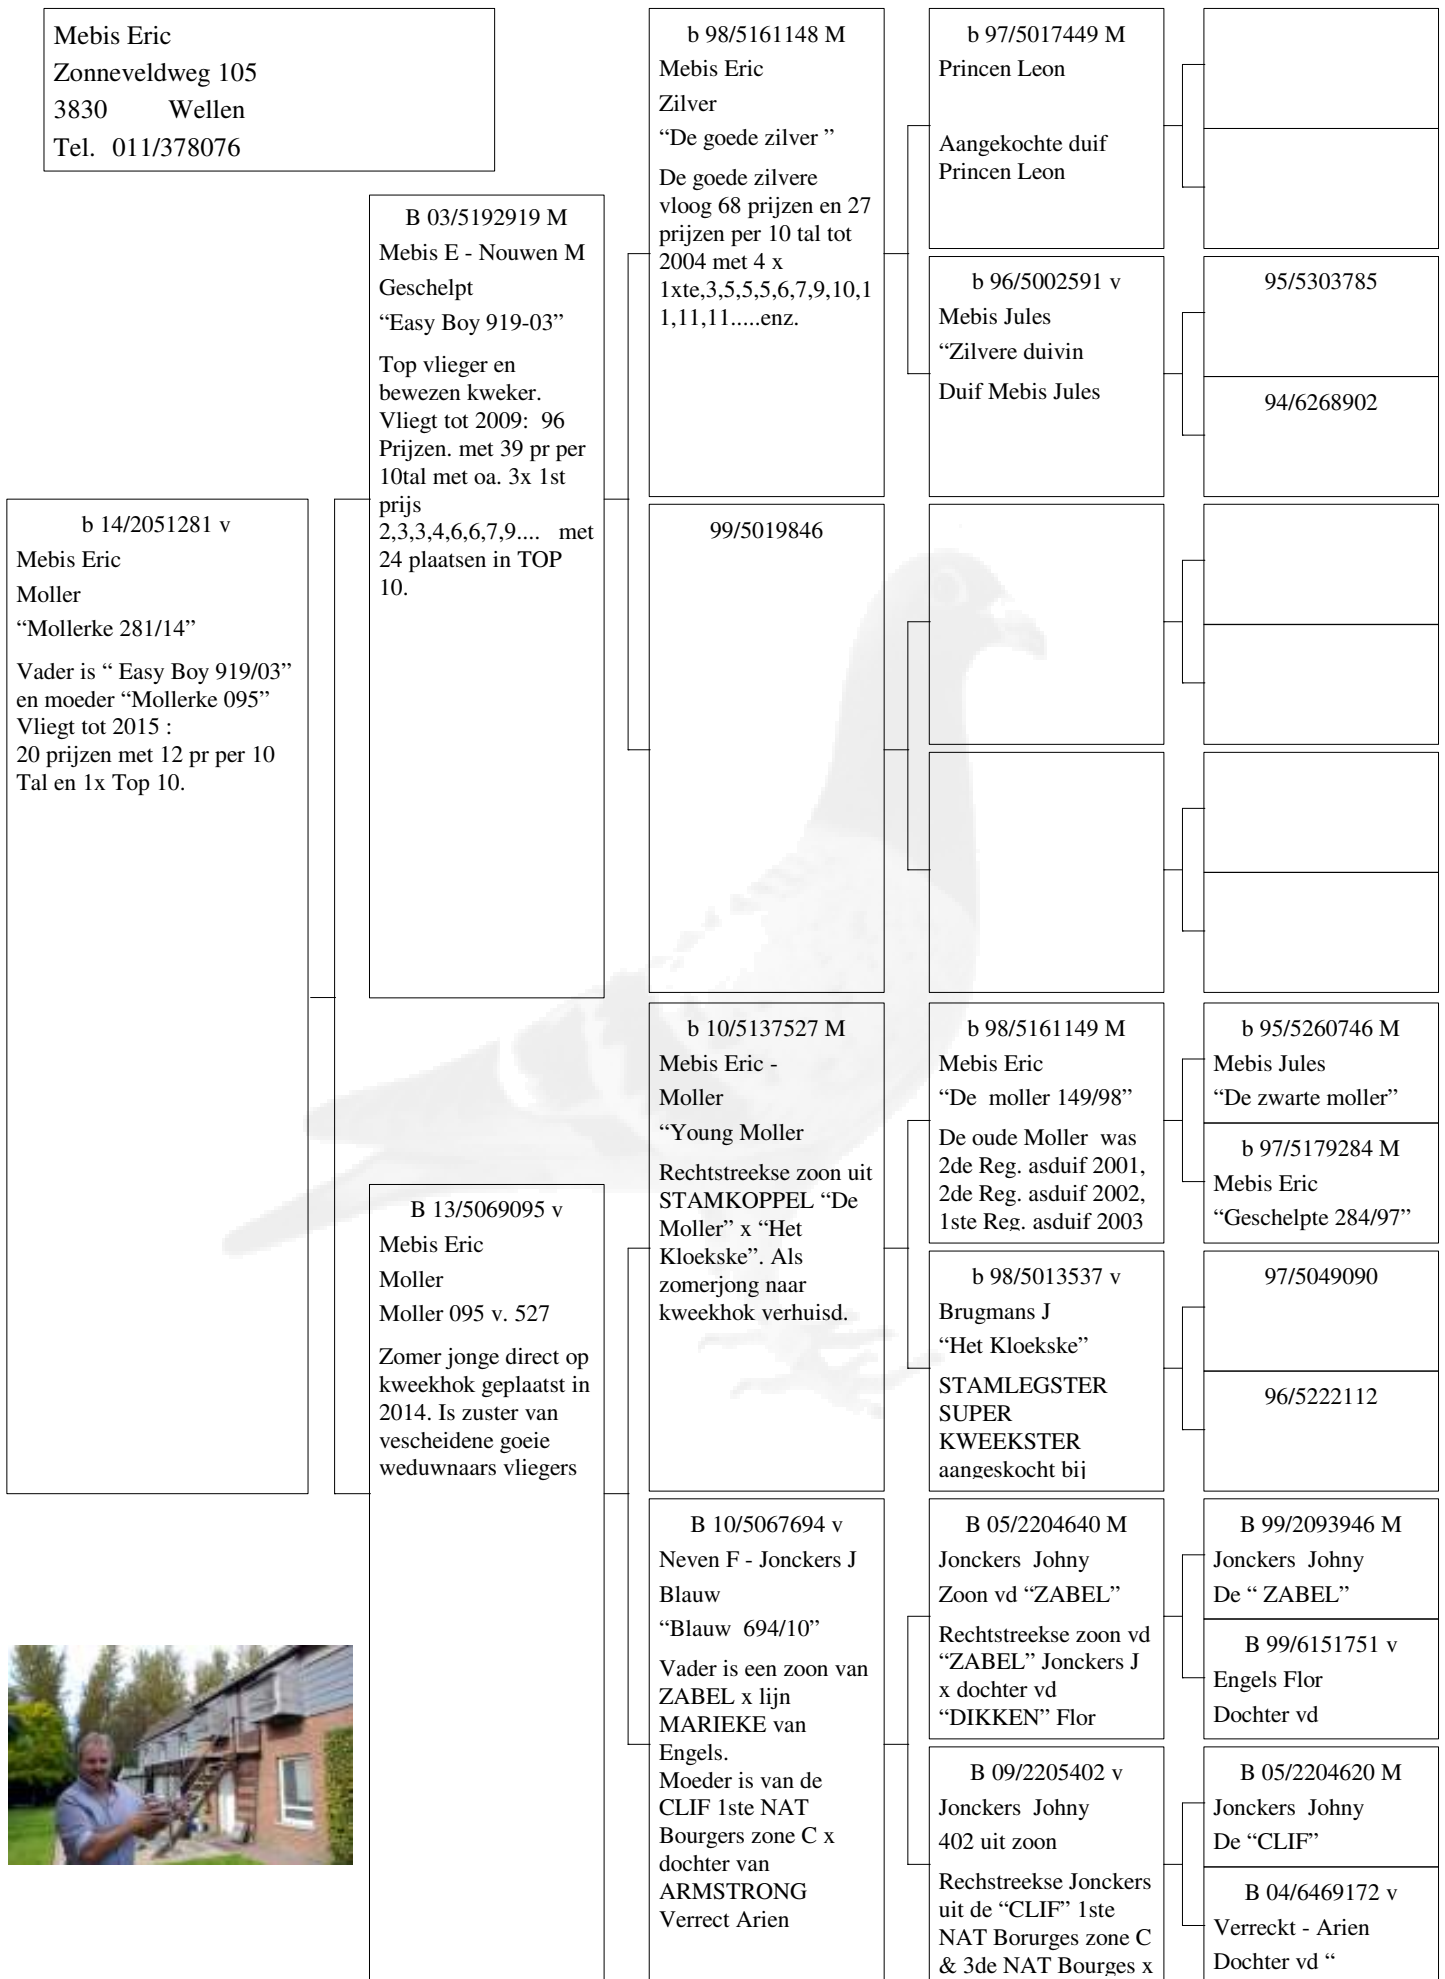 Mebis Eric
Zonneveldweg 105
3830 Wellen
Tel. 011/378076
b 14/2051281 v
Mebis Eric
Moller
“Mollerke 281/14”
Vader is “ Easy Boy 919/03”
en moeder “Mollerke 095”
Vliegt tot 2015 :
20 prijzen met 12 pr per 10
Tal en 1x Top 10.
B 03/5192919 M
Mebis E - Nouwen M
Geschelpt
“Easy Boy 919-03”
Top vlieger en
bewezen kweker.
Vliegt tot 2009: 96
Prijzen. met 39 pr per
10tal met oa. 3x 1st
prijs
2,3,3,4,6,6,7,9.... met
24 plaatsen in TOP
10.
B 13/5069095 v
Mebis Eric
Moller
Moller 095 v. 527
Zomer jonge direct op
kweekhok geplaatst in
2014. Is zuster van
vescheidene goeie
weduwnaars vliegers
b 98/5161148 M
Mebis Eric
Zilver
“De goede zilver ”
De goede zilvere
vloog 68 prijzen en 27
prijzen per 10 tal tot
2004 met 4 x
1xte,3,5,5,5,6,7,9,10,1
1,11,11.....enz.
99/5019846
b 10/5137527 M
Mebis Eric -
Moller
“Young Moller
Rechtstreekse zoon uit
STAMKOPPEL “De
Moller” x “Het
Kloekske”. Als
zomerjong naar
kweekhok verhuisd.
B 10/5067694 v
Neven F - Jonckers J
Blauw
“Blauw 694/10”
Vader is een zoon van
ZABEL x lijn
MARIEKE van
Engels.
Moeder is van de
CLIF 1ste NAT
Bourgers zone C x
dochter van
ARMSTRONG
Verrect Arien
b 97/5017449 M
Princen Leon
Aangekochte duif
Princen Leon
b 96/5002591 v
Mebis Jules
“Zilvere duivin
Duif Mebis Jules
b 98/5161149 M
Mebis Eric
“De moller 149/98”
De oude Moller was
2de Reg. asduif 2001,
2de Reg. asduif 2002,
1ste Reg. asduif 2003
b 98/5013537 v
Brugmans J
“Het Kloekske”
STAMLEGSTER
SUPER
KWEEKSTER
aangeskocht bij
B 05/2204640 M
Jonckers Johny
Zoon vd “ZABEL”
Rechtstreekse zoon vd
“ZABEL” Jonckers J
x dochter vd
“DIKKEN” Flor
B 09/2205402 v
Jonckers Johny
402 uit zoon
Rechstreekse Jonckers
uit de “CLIF” 1ste
NAT Borurges zone C
& 3de NAT Bourges x
95/5303785
94/6268902
b 95/5260746 M
Mebis Jules
“De zwarte moller”
b 97/5179284 M
Mebis Eric
“Geschelpte 284/97”
97/5049090
96/5222112
B 99/2093946 M
Jonckers Johny
De “ ZABEL”
B 99/6151751 v
Engels Flor
Dochter vd
B 05/2204620 M
Jonckers Johny
De “CLIF”
B 04/6469172 v
Verreckt - Arien
Dochter vd “